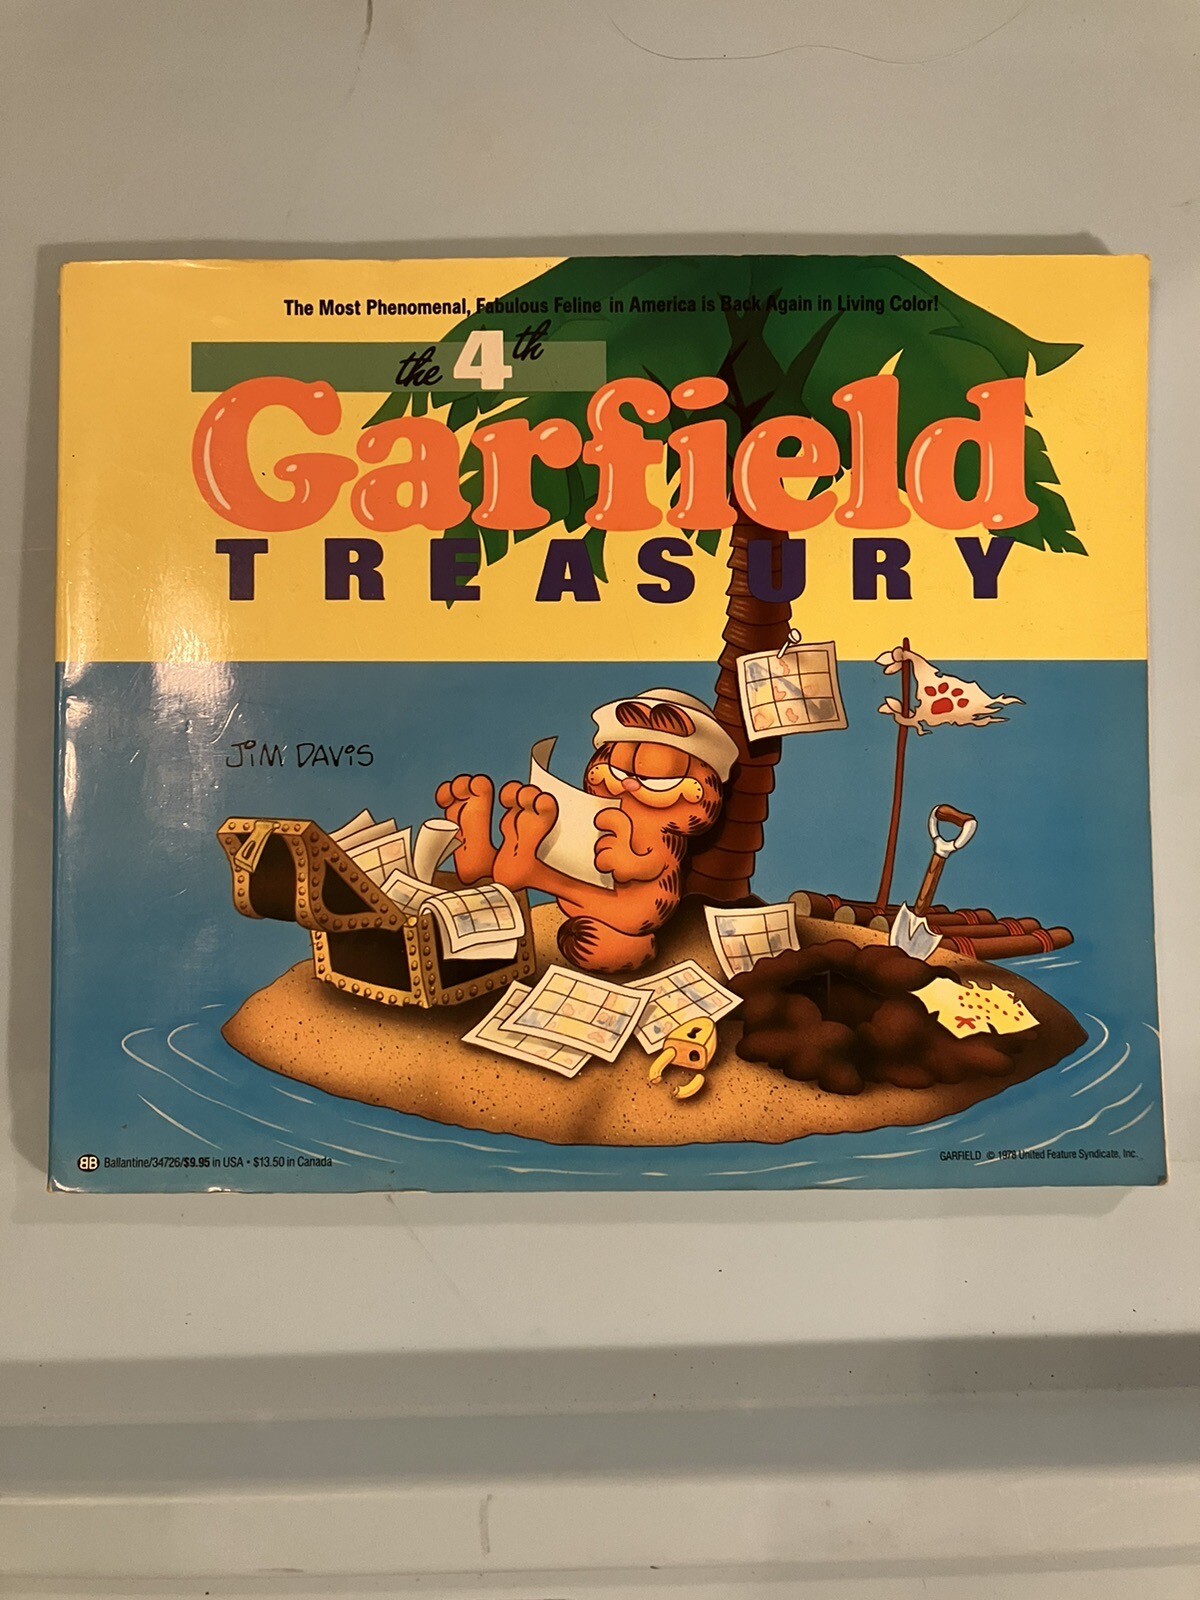 The Most Phenomenal, Fabulous Feline in America is Back Again in Living Color!
the 4th
Garfield
TREASURY
JiM DAViS
BB Ballantine/34726/$9.95 in USA • $13.50 in Canada
GARFIELD © 1978 United Feature Syndicate, Inc.